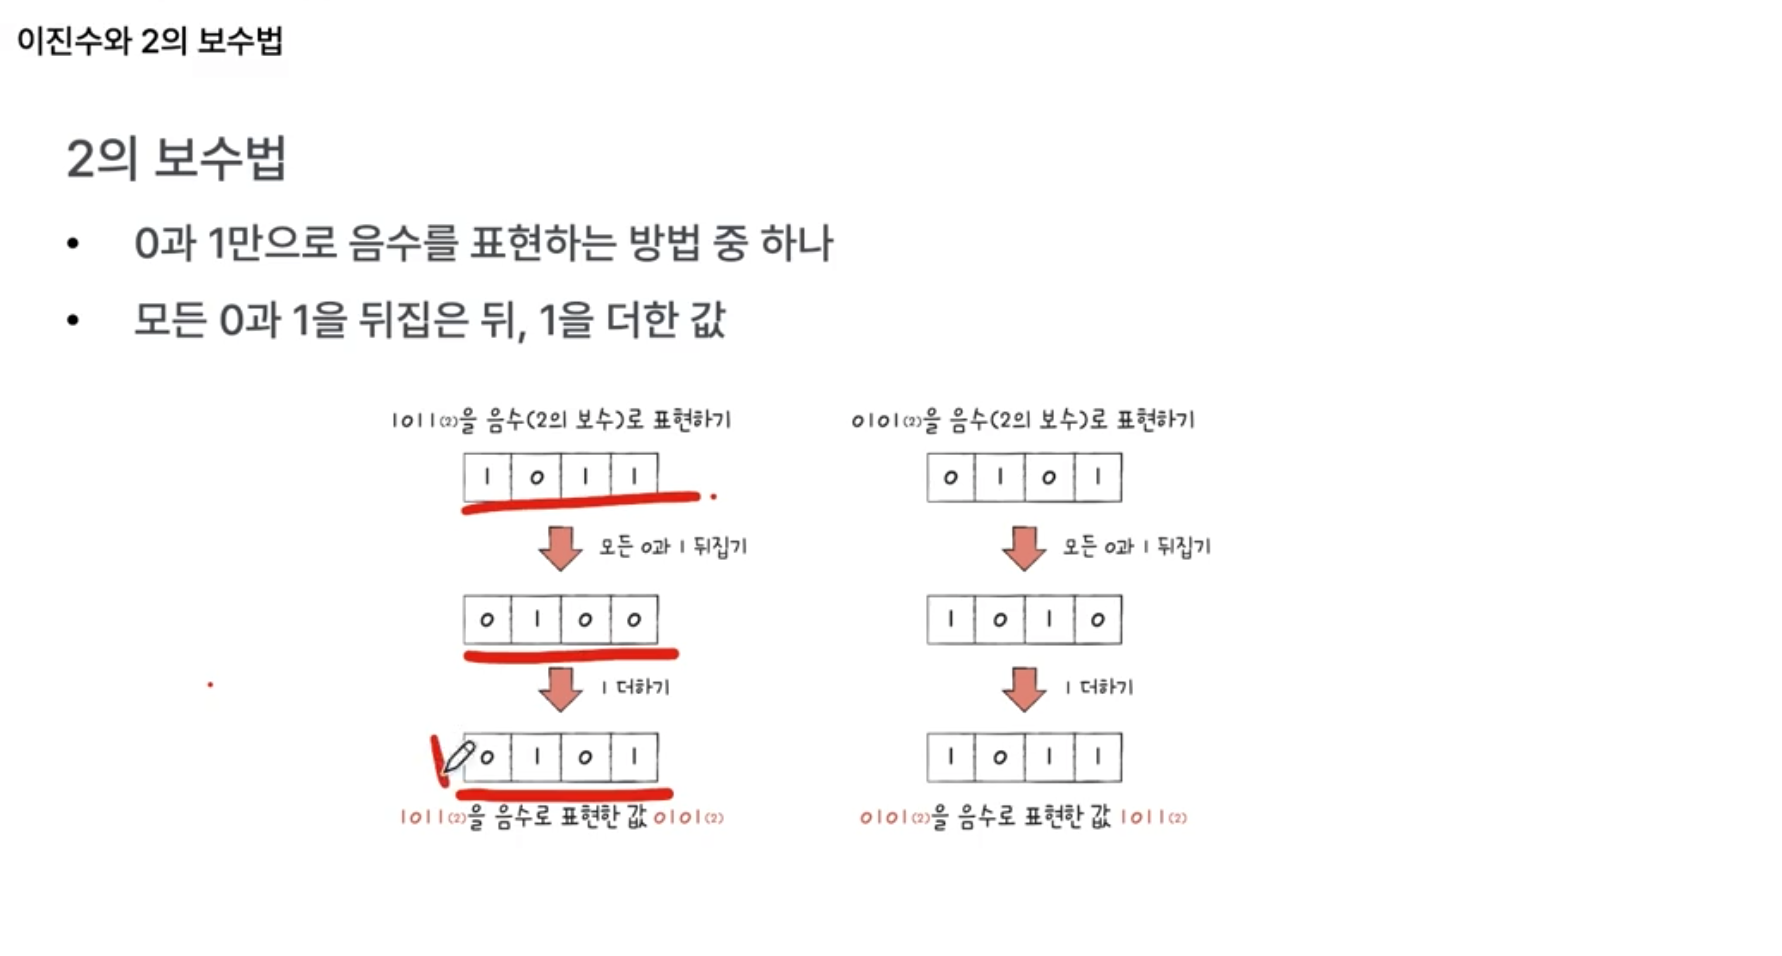 이진수와 2의 보수법
2의 보수법
• 0과 1만으로 음수를 표현하는 방법 중 하나
• 모든 0과 1을 뒤집은 뒤, 1을 더한 값
1011(2)을 음수(2의 보수)로 표현하기
1 0 1 1
모든 0과 1 뒤집기
0 1 0 0
1 더하기
0 1 0 1
1011(2)을 음수로 표현한 값 0101(2)
0101(2)을 음수(2의 보수)로 표현하기
0 1 0 1
모든 0과 1 뒤집기
1 0 1 0
1 더하기
1 0 1 1
0101(2)을 음수로 표현한 값 1011(2)